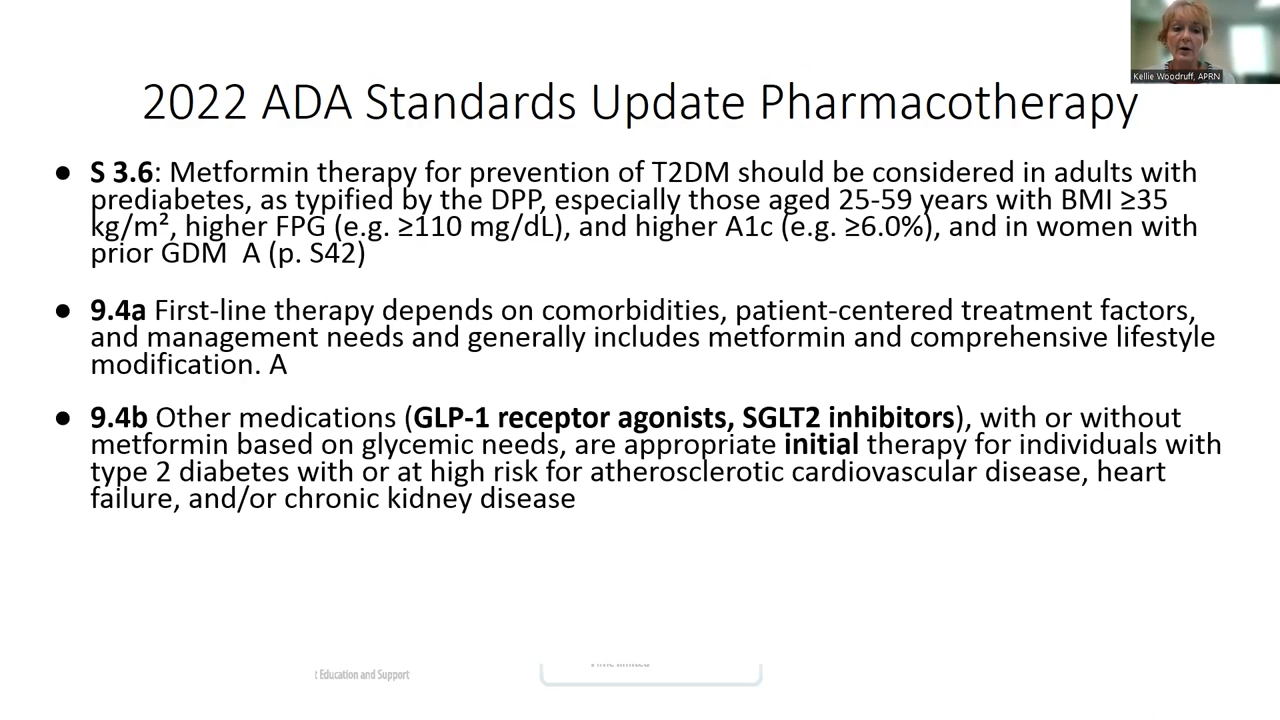 Kellie Woodruff, APRN
2022 ADA Standards Update Pharmacotherapy
● S 3.6: Metformin therapy for prevention of T2DM should be considered in adults with
prediabetes, as typified by the DPP, especially those aged 25-59 years with BMI ≥35
kg/m², higher FPG (e.g. ≥110 mg/dL), and higher A1c (e.g. ≥6.0%), and in women with
prior GDM  A (p. S42)
● 9.4a First-line therapy depends on comorbidities, patient-centered treatment factors,
and management needs and generally includes metformin and comprehensive lifestyle
modification. A
● 9.4b Other medications (GLP-1 receptor agonists, SGLT2 inhibitors), with or without
metformin based on glycemic needs, are appropriate initial therapy for individuals with
type 2 diabetes with or at high risk for atherosclerotic cardiovascular disease, heart
failure, and/or chronic kidney disease
t Education and Support